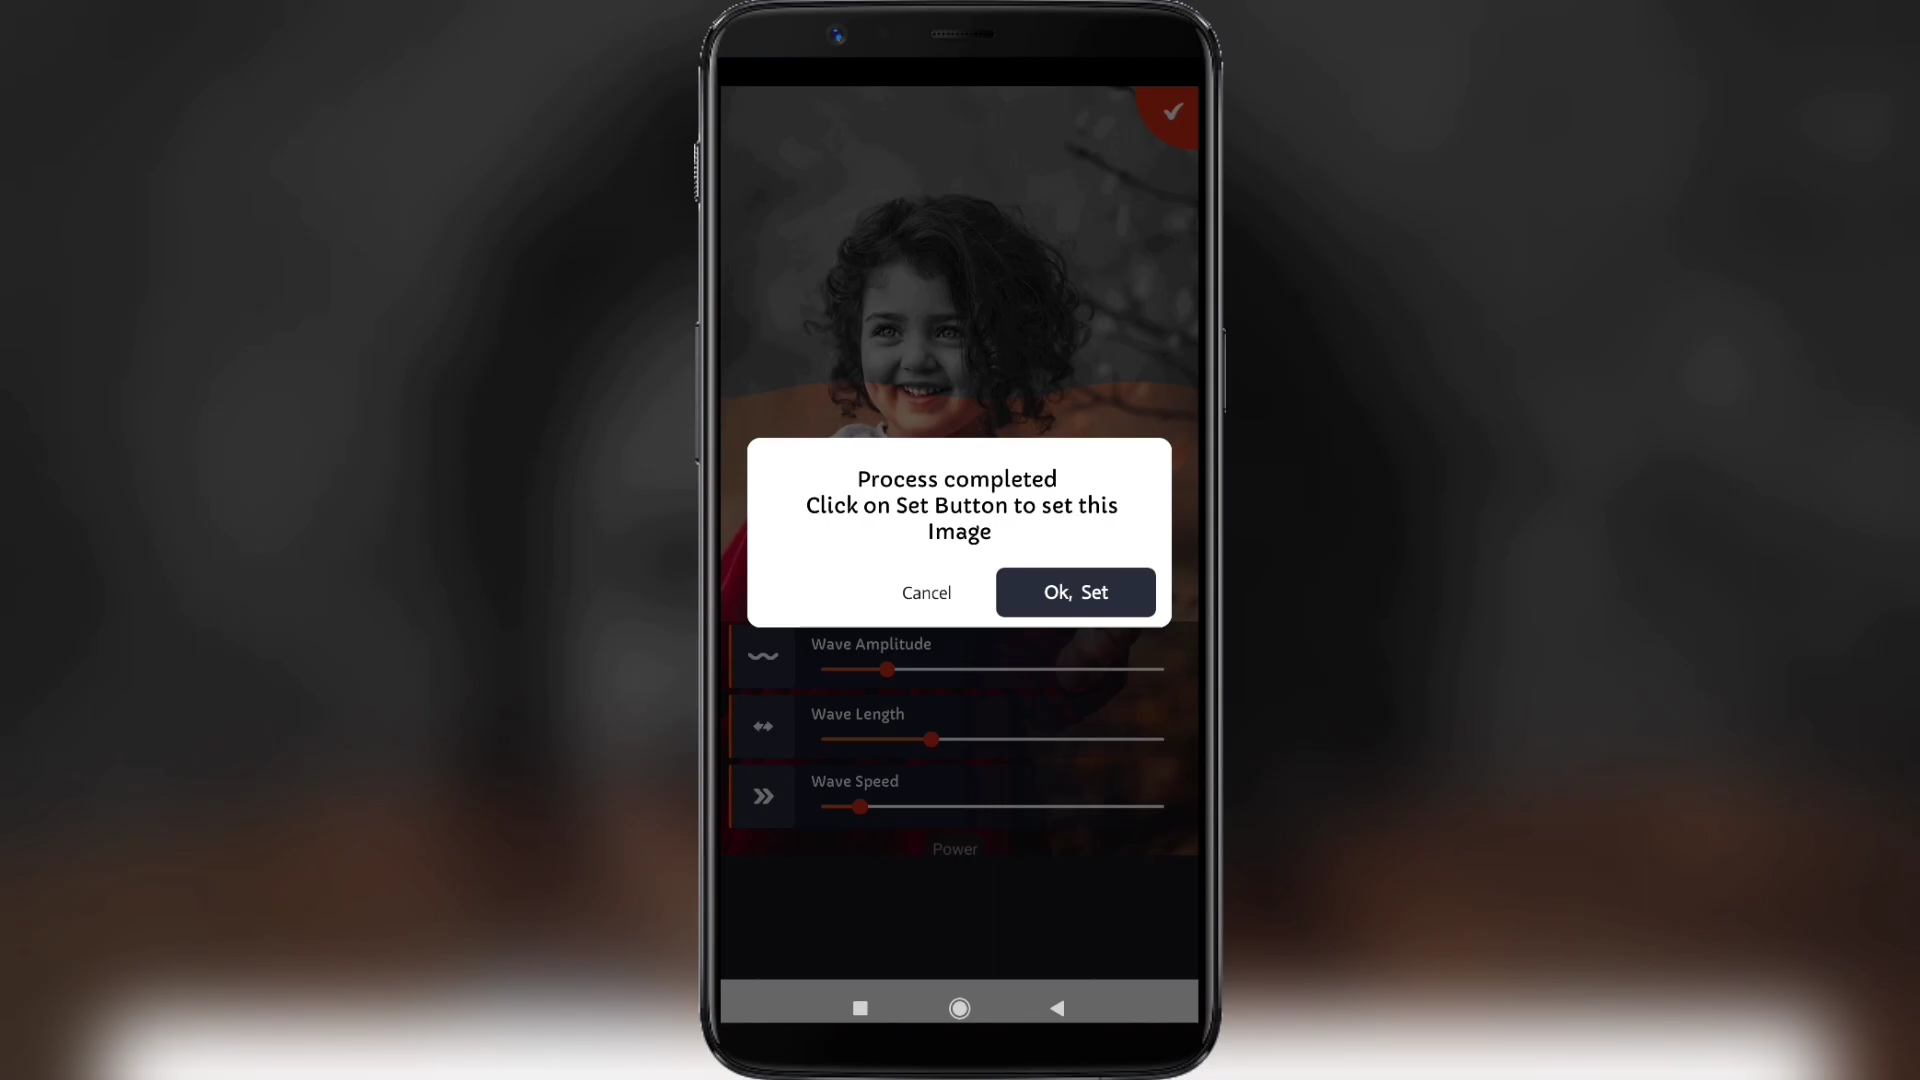 Process completed
Click on Set Button to set this
Image
Cancel
Ok, Set
Wave Amplitude
Wave Length
Wave Speed
Power